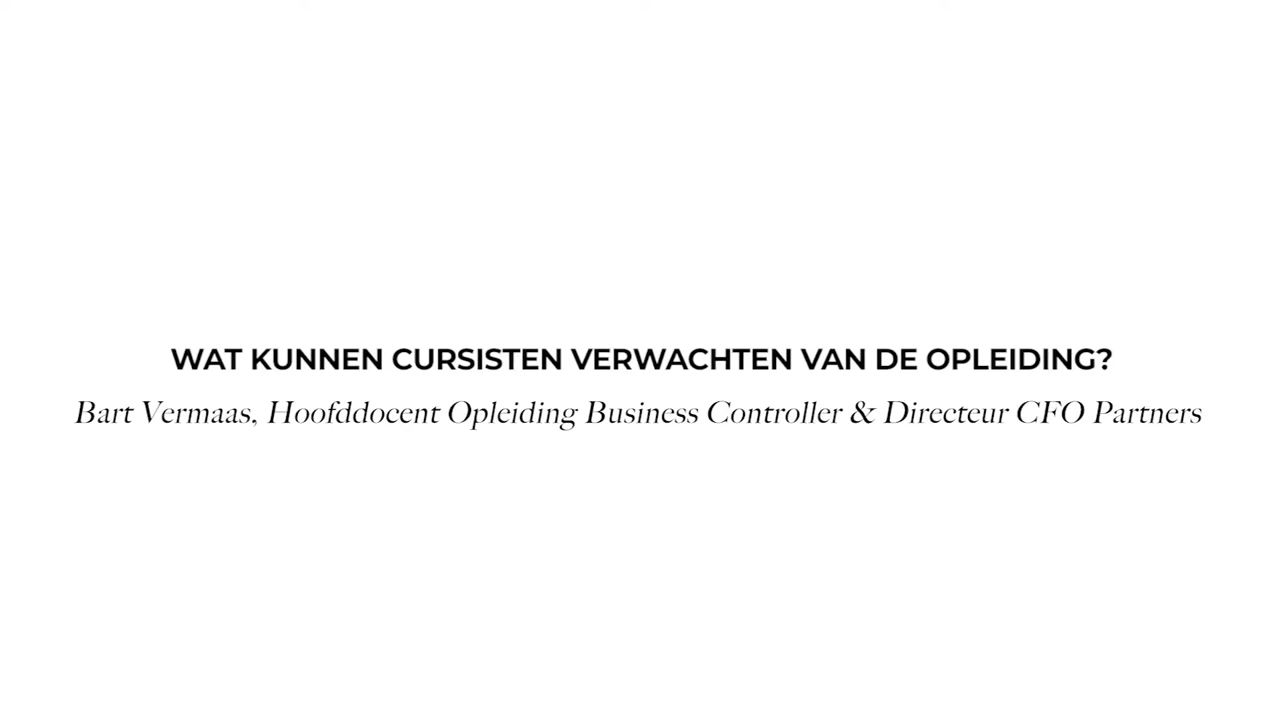 WAT KUNNEN CURSISTEN VERWACHTEN VAN DE OPLEIDING?
Bart Vermaas, Hoofddocent Opleiding Business Controller & Directeur CFO Partners